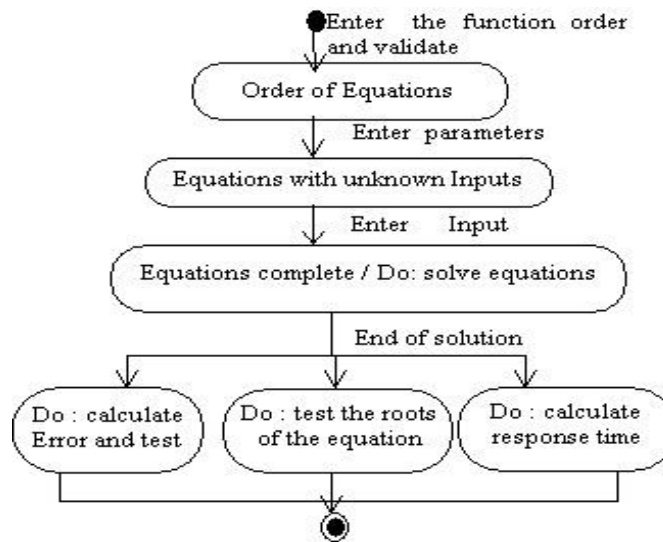 Enter the function order
and validate
Order of Equations
Enter parameters
Equations with unknown Inputs
Enter Input
Equations complete / Do: solve equations
End of solution
Do : calculate
Error and test
Do : test the roots
of the equation
Do : calculate
response time